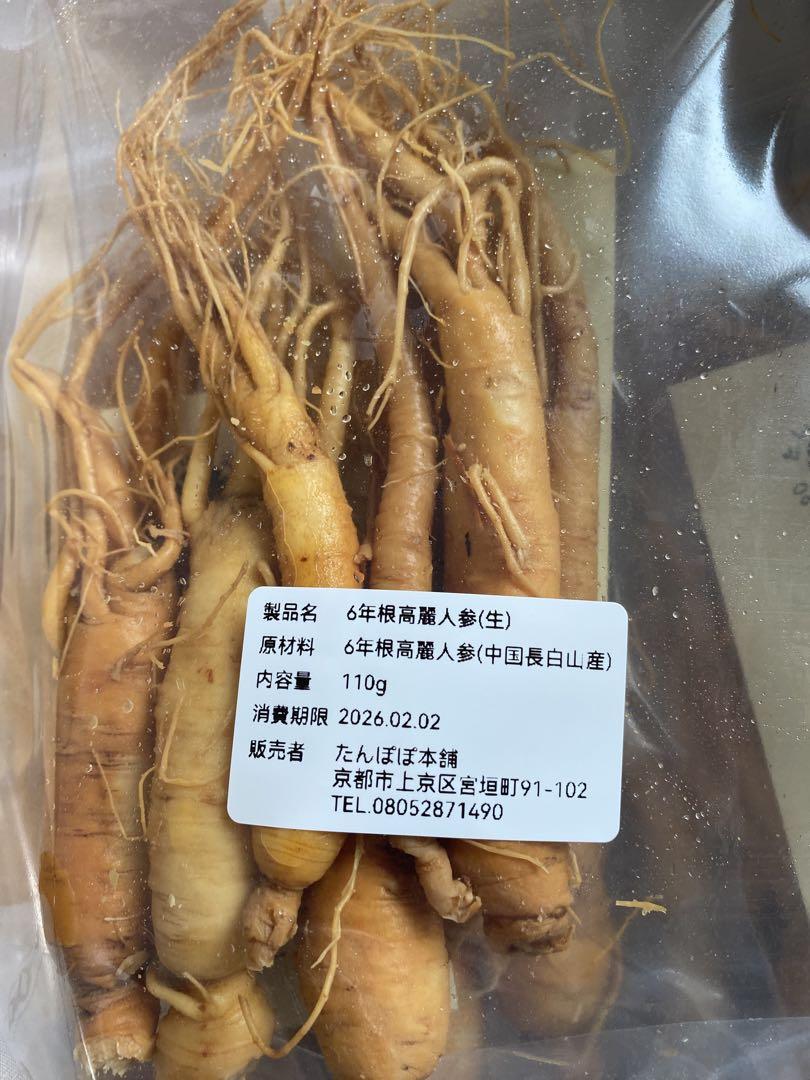 製品名 6年根高麗人参(生)
原材料 6年根高麗人参(中国長白山産)
内容量 110g
消費期限 2026.02.02
販売者 たんぽぽ本舗
京都市上京区宮垣町91-102
TEL.08052871490